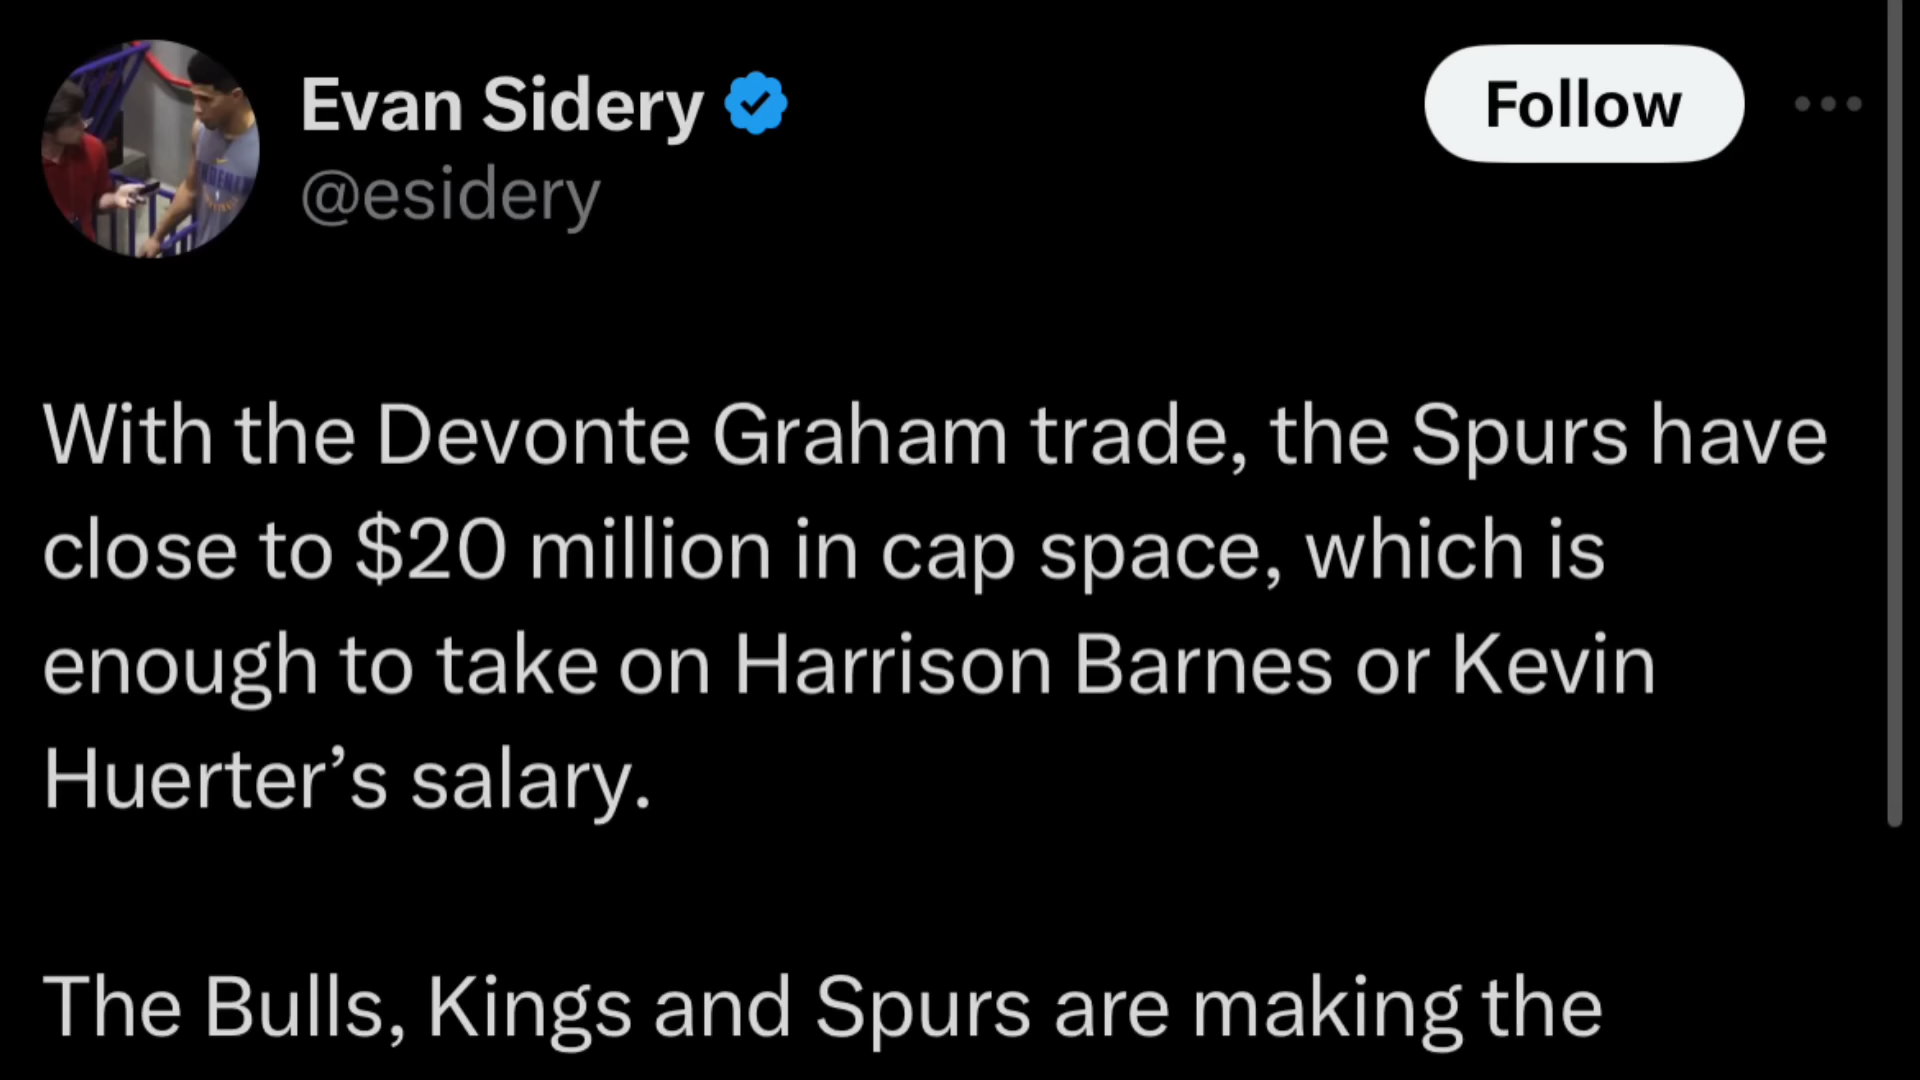 Evan Sidery
@esidery
Follow
With the Devonte Graham trade, the Spurs have
close to $20 million in cap space, which is
enough to take on Harrison Barnes or Kevin
Huerter’s salary.
The Bulls, Kings and Spurs are making the